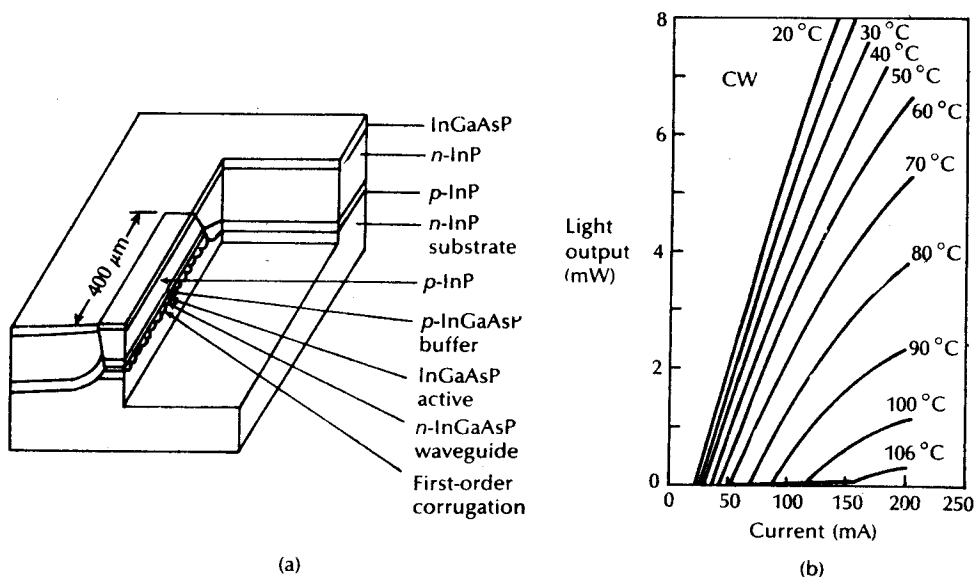 InGaAsP
n-InP
p-InP
n-InP
substrate
p-InP
p-InGaAsP
buffer
InGaAsP
active
n-InGaAsP
waveguide
First-order
corrugation
400 μm
(a)
8
6
4
2
0
Light
output
(mW)
CW
20 °C
30 °C
40 °C
50 °C
60 °C
70 °C
80 °C
90 °C
100 °C
106 °C
0 50 100 150 200 250
Current (mA)
(b)